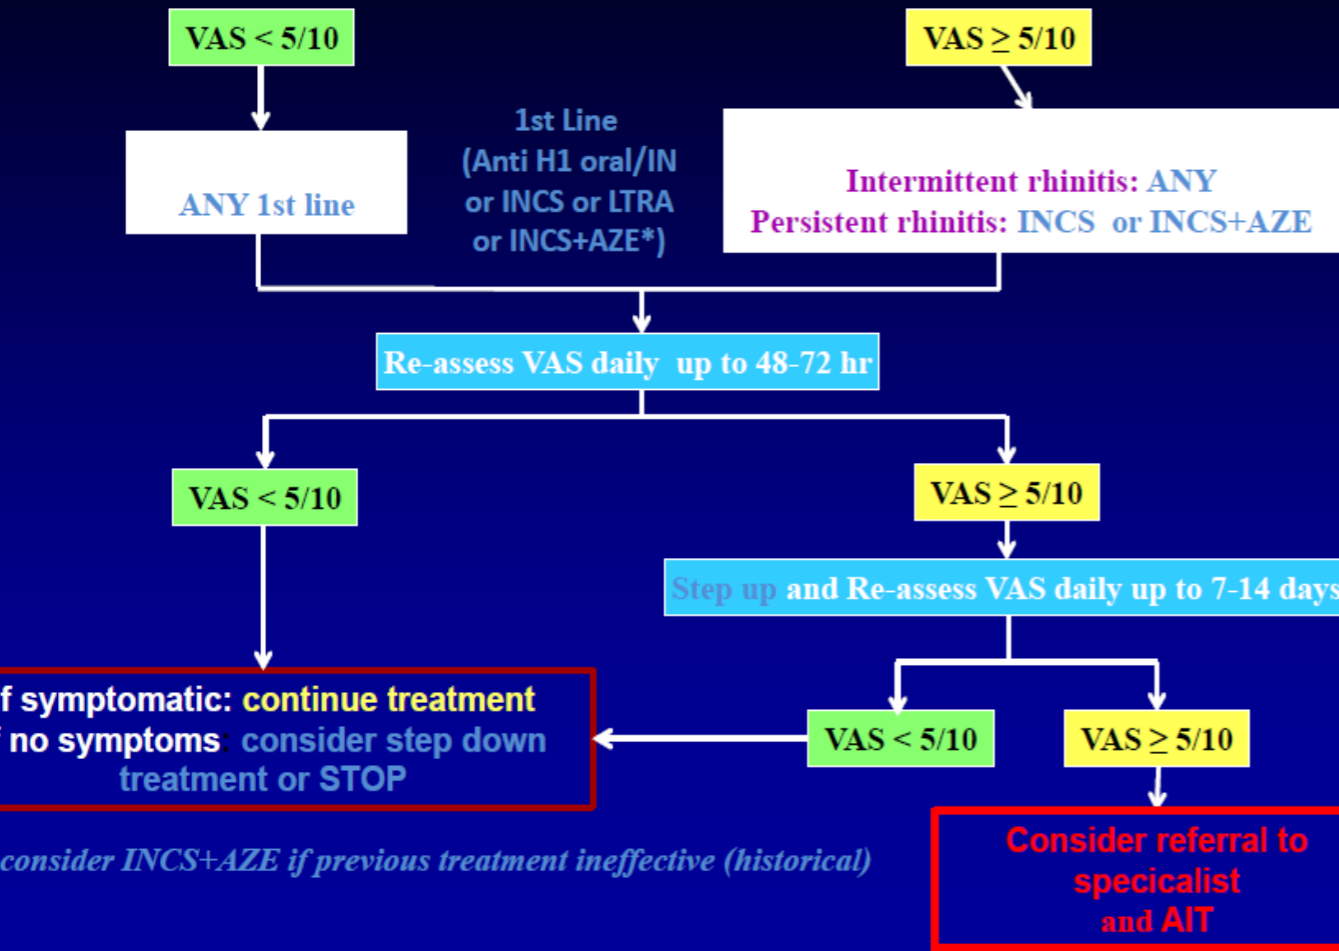 VAS < 5/10
VAS ≥ 5/10
ANY 1st line
1st Line
(Anti H1 oral/IN
or INCS or LTRA
or INCS+AZE*)
Intermittent rhinitis: ANY
Persistent rhinitis: INCS or INCS+AZE
Re-assess VAS daily up to 48-72 hr
VAS < 5/10
VAS ≥ 5/10
Step up and Re-assess VAS daily up to 7-14 days
f symptomatic: continue treatment
f no symptoms: consider step down
treatment or STOP
VAS < 5/10
VAS ≥ 5/10
consider INCS+AZE if previous treatment ineffective (historical)
Consider referral to
specicalist
and AIT